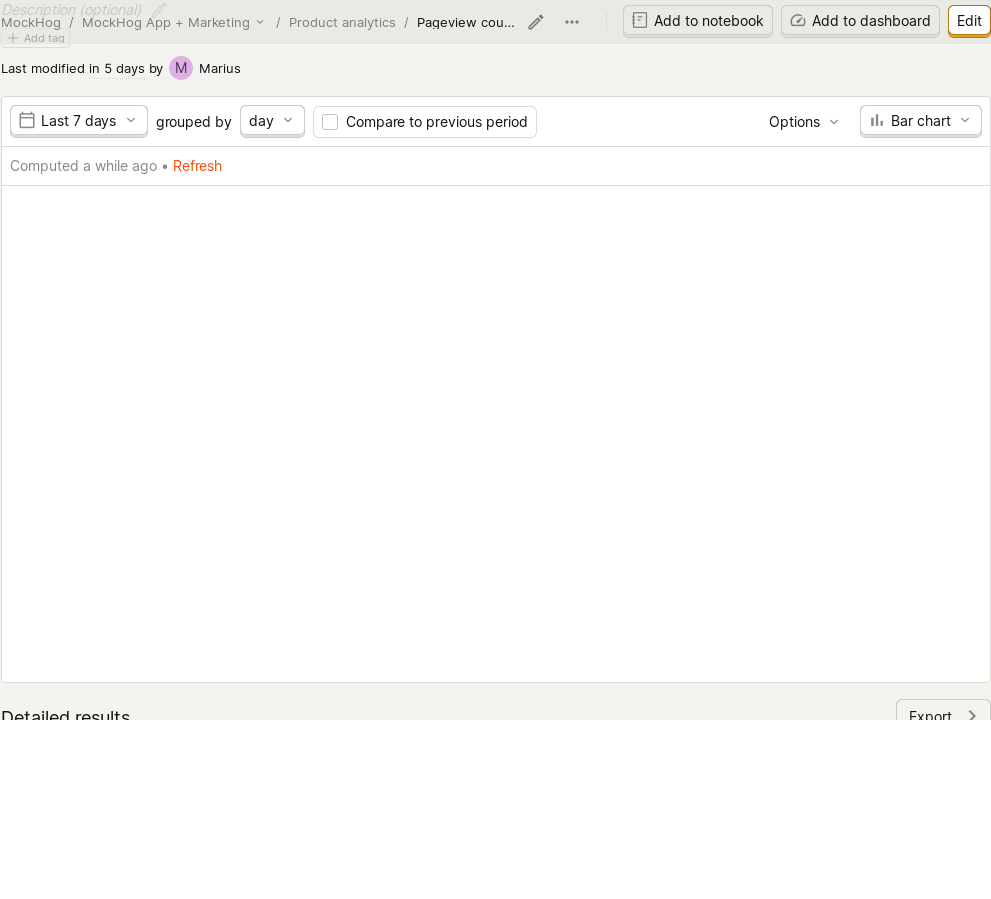 Description (optional)
MockHog / MockHog App + Marketing / Product analytics / Pageview cou... Add to notebook Add to dashboard Edit
Add tag
Last modified in 5 days by M Marius
Last 7 days grouped by day Compare to previous period Options Bar chart
Computed a while ago • Refresh
Detailed results Export